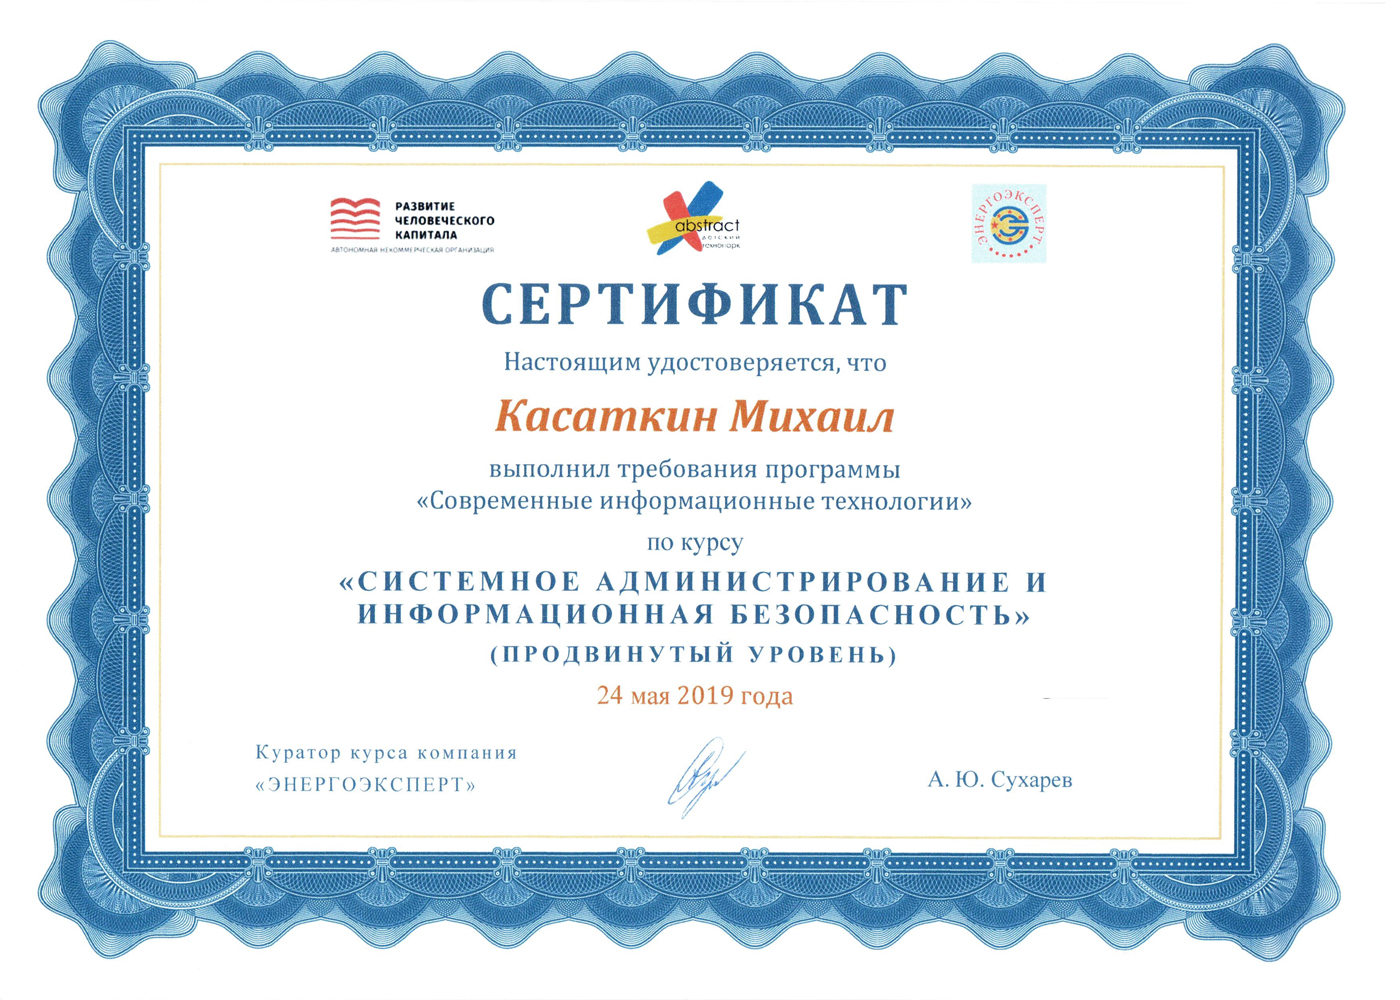 РАЗВИТИЕ
ЧЕЛОВЕЧЕСКОГО
КАПИТАЛА
АВТОНОМНАЯ НЕКОММЕРЧЕСКАЯ ОРГАНИЗАЦИЯ
abstract
детский
технопарк
ЭНЕРГОЭКСПЕРТ
СЕРТИФИКАТ
Настоящим удостоверяется, что
Касаткин Михаил
выполнил требования программы
«Современные информационные технологии»
по курсу
«СИСТЕМНОЕ АДМИНИСТРИРОВАНИЕ И
ИНФОРМАЦИОННАЯ БЕЗОПАСНОСТЬ»
(ПРОДВИНУТЫЙ УРОВЕНЬ)
24 мая 2019 года
Куратор курса компания
«ЭНЕРГОЭКСПЕРТ»
А. Ю. Сухарев